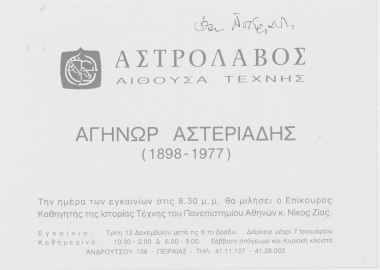 ΑΣΤΡΟΛΑΒΟΣ
ΑΙΘΟΥΣΑ ΤΕΧΝΗΣ
ΑΓΗΝΩΡ ΑΣΤΕΡΙΑΔΗΣ
(1898-1977)
Την ημέρα των εγκαινίων στις 8.30 μ.μ. θα μιλήσει ο Επίκουρος
Καθηγητής της Ιστορίας Τέχνης του Πανεπιστημίου Αθηνών κ. Νίκος Ζίας.
Εγκαίνια: Τρίτη 13 Δεκεμβρίου μετά τις 8 το βράδυ. Διάρκεια μέχρι 7 Ιανουαρίου
Καθημερινά: 10.30 - 2.00 & 6.00 - 9.00. Σάββατο απόγευμα και Κυριακή κλειστά
ΑΝΔΡΟΥΤΣΟΥ 138 - ΠΕΙΡΑΙΑΣ - ΤΗΛ. 41.11.127 - 41.28.002